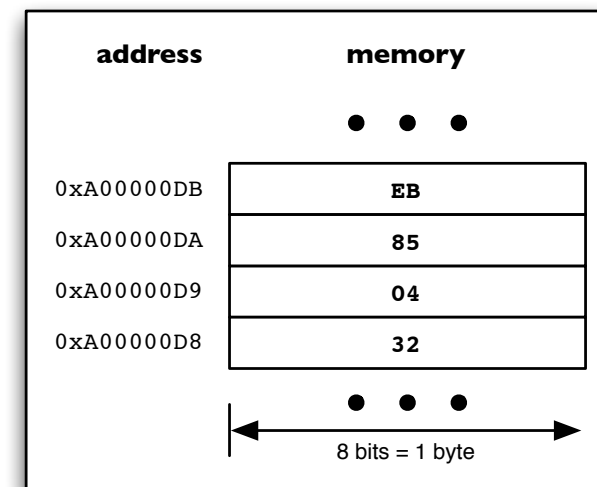 address memory
0xA00000DB EB
0xA00000DA 85
0xA00000D9 04
0xA00000D8 32
8 bits = 1 byte